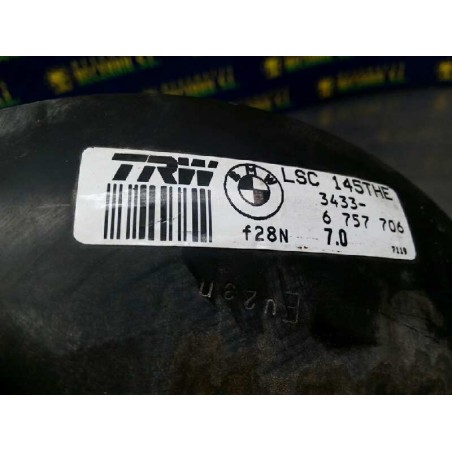 TRW
BMW
LSC 145THE
3433-
6 757 706
f28N 7.0